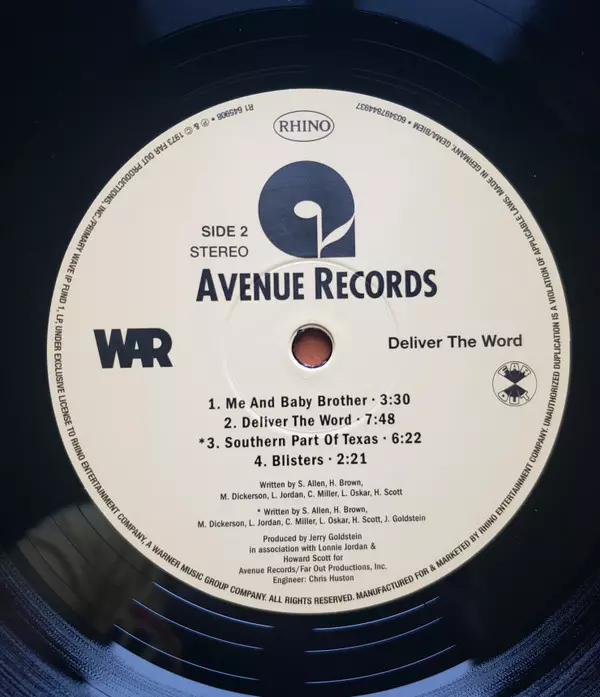 RHINO
SIDE 2
STEREO
AVENUE RECORDS
WAR
Deliver The Word
FAR
OUT
1. Me And Baby Brother · 3:30
2. Deliver The Word · 7:48
*3. Southern Part Of Texas · 6:22
4. Blisters · 2:21
Written by S. Allen, H. Brown,
M. Dickerson, L. Jordan, C. Miller, L. Oskar, H. Scott
* Written by S. Allen, H. Brown,
M. Dickerson, L. Jordan, C. Miller, L. Oskar, H. Scott, J. Goldstein
Produced by Jerry Goldstein
in association with Lonnie Jordan &
Howard Scott for
Avenue Records/Far Out Productions, Inc.
Engineer: Chris Huston
R1 645908 • ℗ & © 1973 FAR OUT PRODUCTIONS, INC./PRIMARY WAVE IP FUND 1, LP, UNDER EXCLUSIVE LICENSE TO RHINO ENTERTAINMENT COMPANY, A WARNER MUSIC GROUP COMPANY. ALL RIGHTS RESERVED. MANUFACTURED FOR & MARKETED BY RHINO ENTERTAINMENT COMPANY. UNAUTHORIZED DUPLICATION IS A VIOLATION OF APPLICABLE LAWS. MADE IN GERMANY. GEMA/BIEM • 603497844937